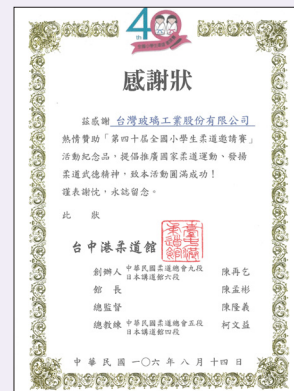 40
感謝狀
茲感謝 台灣玻璃工業股份有限公司
熱情贊助「第四十屆全國小學生柔道邀請賽」
活動紀念品，提倡推廣國家柔道運動、發揚
柔道武德精神，致本活動圓滿成功！
謹表謝忱，永誌留念。
此 狀
台中港柔道館
創辦人 中華民國柔道總會九段 日本講道館六段 陳再乞
館 長 陳孟彬
總監督 陳隆義
總教練 中華民國柔道總會五段 日本講道館四段 柯文益
中 華 民 國 一〇六 年 八 月 十四 日